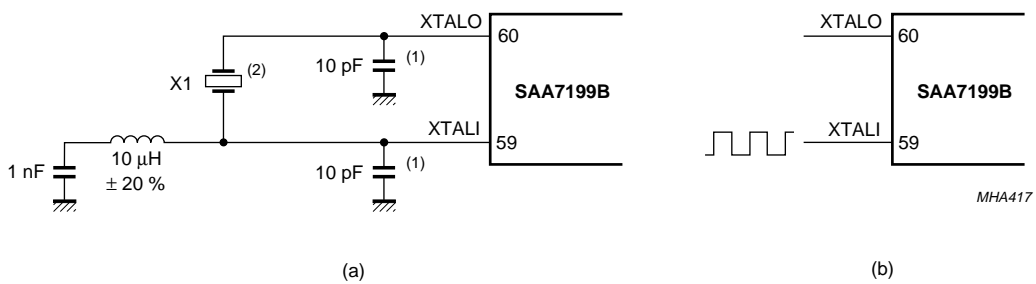 XTALO
60
10 pF
(1)
X1
(2)
SAA7199B
XTALI
59
1 nF
10 µH
± 20 %
10 pF
(1)
(a)
XTALO
60
SAA7199B
XTALI
59
MHA417
(b)